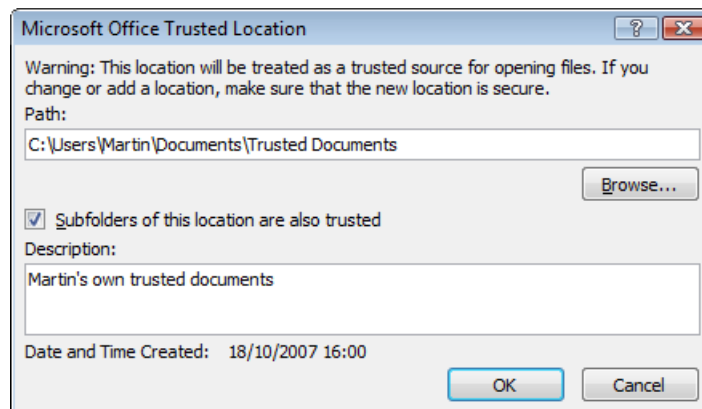 Microsoft Office Trusted Location
?
Warning: This location will be treated as a trusted source for opening files. If you
change or add a location, make sure that the new location is secure.
Path:
C:\Users\Martin\Documents\Trusted Documents
Browse...
Subfolders of this location are also trusted
Description:
Martin's own trusted documents
Date and Time Created: 18/10/2007 16:00
OK Cancel